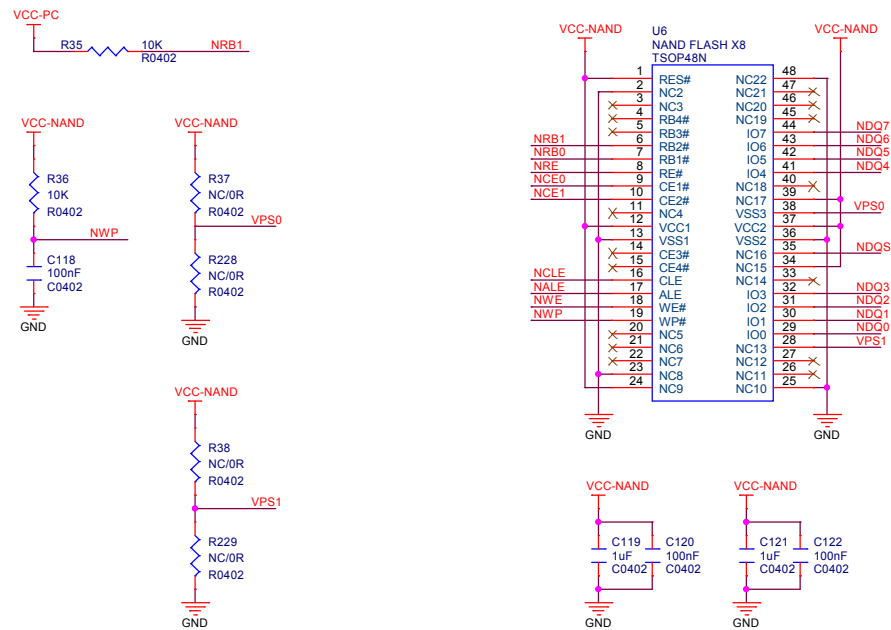 VCC-PC
R35
10K
NRB1
R0402
VCC-NAND
R36
10K
R0402
NWP
C118
100nF
C0402
GND
VCC-NAND
R37
NC/0R
R0402
VPS0
R228
NC/0R
R0402
GND
VCC-NAND
R38
NC/0R
R0402
VPS1
R229
NC/0R
R0402
GND
VCC-NAND
VCC-NAND
U6
NAND FLASH X8
TSOP48N
1 RES# NC22 48
2 NC2 NC21 47
3 NC3 NC20 46
4 RB4# NC19 45
5 RB3# IO7 44 NDQ7
NRB1 6 RB2# IO6 43 NDQ6
NRB0 7 RB1# IO5 42 NDQ5
NRE 8 RE# IO4 41 NDQ4
NCE0 9 CE1# NC18 40
NCE1 10 CE2# NC17 39
11 NC4 VSS3 38 VPS0
12 VCC1 VCC2 37
13 VSS1 VSS2 36
14 CE3# NC16 35 NDQS
15 CE4# NC15 34
NCLE 16 CLE NC14 33
NALE 17 ALE IO3 32 NDQ3
NWE 18 WE# IO2 31 NDQ2
NWP 19 WP# IO1 30 NDQ1
20 NC5 IO0 29 NDQ0
21 NC6 NC13 28 VPS1
22 NC7 NC12 27
23 NC8 NC11 26
24 NC9 NC10 25
GND
GND
VCC-NAND
C119
1uF
C0402
C120
100nF
C0402
GND
VCC-NAND
C121
1uF
C0402
C122
100nF
C0402
GND